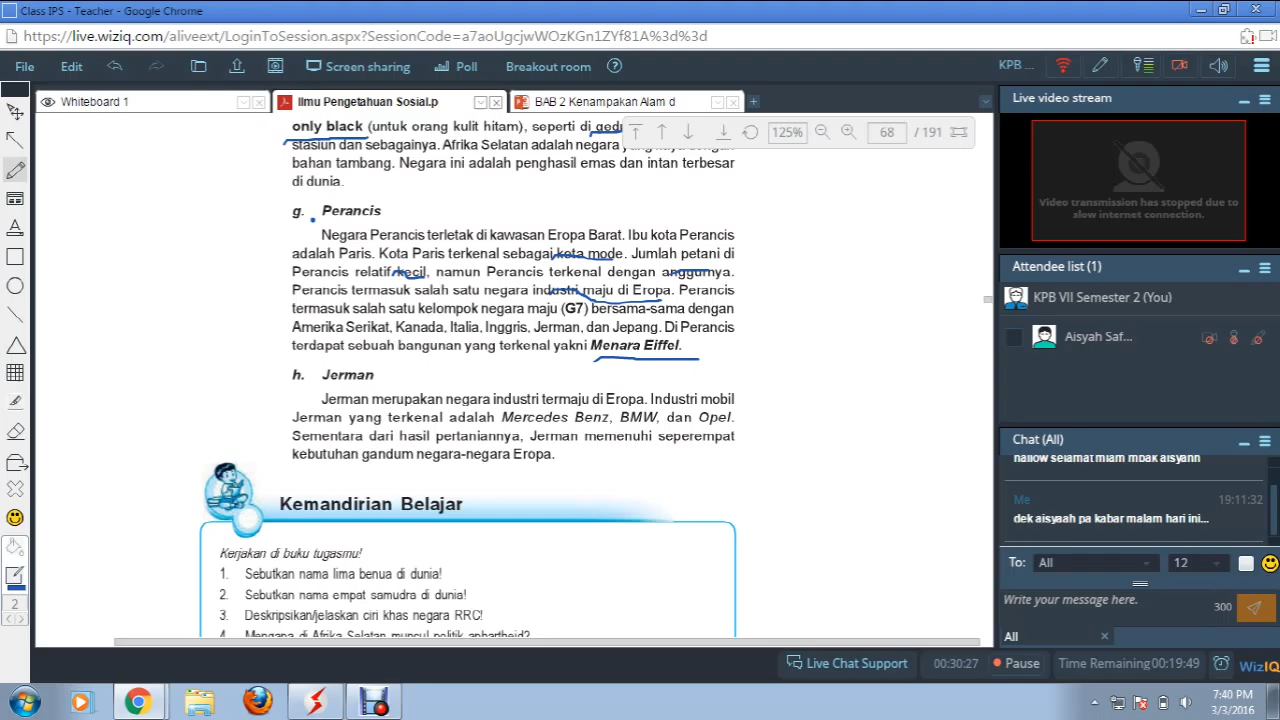 Class IPS - Teacher - Google Chrome
https://live.wiziq.com/aliveext/LoginToSession.aspx?SessionCode=a7aoUgcjwWOzKGn1ZYf81A%3d%3d
File Edit Screen sharing Poll Breakout room KPB ...
Whiteboard 1 Ilmu Pengetahuan Sosial.p BAB 2 Kenampakan Alam d
125% 68 / 191
only black (untuk orang kulit hitam), seperti di
stasiun dan sebagainya. Afrika Selatan adalah negara yang kaya dengan
bahan tambang. Negara ini adalah penghasil emas dan intan terbesar
di dunia.
g. Perancis
Negara Perancis terletak di kawasan Eropa Barat. Ibu kota Perancis
adalah Paris. Kota Paris terkenal sebagai kota mode. Jumlah petani di
Perancis relatif kecil, namun Perancis terkenal dengan anggurnya.
Perancis termasuk salah satu negara industri maju di Eropa. Perancis
termasuk salah satu kelompok negara maju (G7) bersama-sama dengan
Amerika Serikat, Kanada, Italia, Inggris, Jerman, dan Jepang. Di Perancis
terdapat sebuah bangunan yang terkenal yakni Menara Eiffel.
h. Jerman
Jerman merupakan negara industri termaju di Eropa. Industri mobil
Jerman yang terkenal adalah Mercedes Benz, BMW, dan Opel.
Sementara dari hasil pertaniannya, Jerman memenuhi seperempat
kebutuhan gandum negara-negara Eropa.
Kemandirian Belajar
Kerjakan di buku tugasmu!
1. Sebutkan nama lima benua di dunia!
2. Sebutkan nama empat samudra di dunia!
3. Deskripsikan/jelaskan ciri khas negara RRC!
4. Mengapa di Afrika Selatan muncul politik aphartheid?
2
Live video stream
Video transmission has stopped due to
slow internet connection.
Attendee list (1)
KPB VII Semester 2 (You)
Aisyah Saf...
Chat (All)
hallow selamat mlam mbak aisyahh
Me 19:11:32
dek aisyaah pa kabar malam hari ini...
To: All 12
Write your message here. 300
All
Live Chat Support 00:30:27 Pause Time Remaining 00:19:49 WizIQ
7:40 PM
3/3/2016